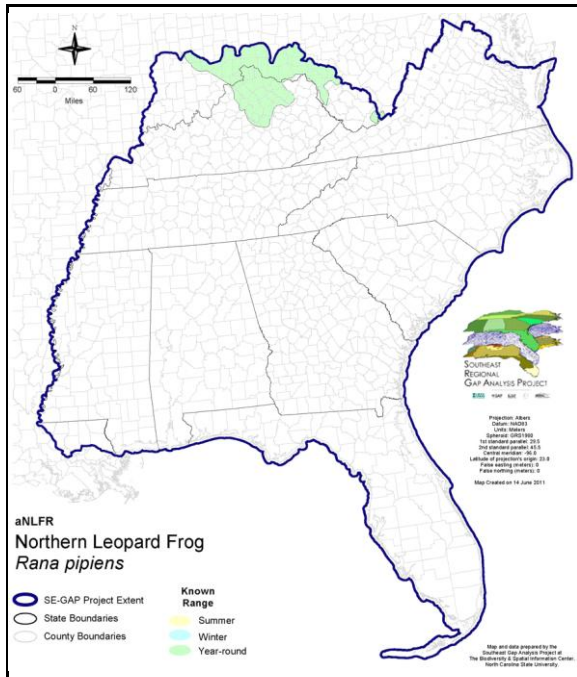 N
60 0 60 120
Miles
SOUTHEAST
REGIONAL
GAP ANALYSIS PROJECT
Projection: Albers
Datum: NAD83
Units: Meters
Spheroid: GRS1980
1st standard parallel: 29.5
2nd standard parallel: 45.5
Central meridian: -96.0
Latitude of projection's origin: 23.0
False easting (meters): 0
False northing (meters): 0
Map Created on 14 June 2011
aNLFR
Northern Leopard Frog
Rana pipiens
SE-GAP Project Extent
State Boundaries
County Boundaries
Known
Range
Summer
Winter
Year-round
Map and data prepared by the
Southeast Gap Analysis Project at
The Biodiversity & Spatial Information Center,
North Carolina State University.